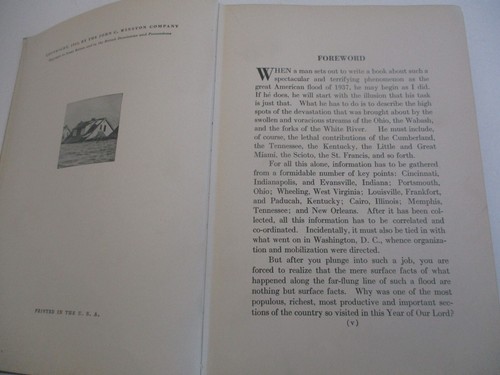 COPYRIGHT 1937 BY THE JOHN C. WINSTON COMPANY
PRINTED IN THE U. S. A.
FOREWORD
WHEN a man sets out to write a book about such a
spectacular and terrifying phenomenon as the
great American flood of 1937, he may begin as I did.
If he does, he will start with the illusion that his task
is just that. What he has to do is to describe the high
spots of the devastation that was brought about by the
swollen and voracious streams of the Ohio, the Wabash,
and the forks of the White River. He must include,
of course, the lethal contributions of the Cumberland,
the Tennessee, the Kentucky, the Little and Great
Miami, the Scioto, the St. Francis, and so forth.
For all this alone, information has to be gathered
from a formidable number of key points: Cincinnati,
Indianapolis, and Evansville, Indiana; Portsmouth,
Ohio; Wheeling, West Virginia; Louisville, Frankfort,
and Paducah, Kentucky; Cairo, Illinois; Memphis,
Tennessee; and New Orleans. After it has been col-
lected, all this information has to be correlated and
co-ordinated. Incidentally, it must also be tied in with
what went on in Washington, D. C., whence organiza-
tion and mobilization were directed.
But after you plunge into such a job, you are
forced to realize that the mere surface facts of what
happened along the far-flung line of such a flood are
nothing but surface facts. Why was one of the most
populous, richest, most productive and important sec-
tions of the country so visited in this Year of Our Lord?
(v)